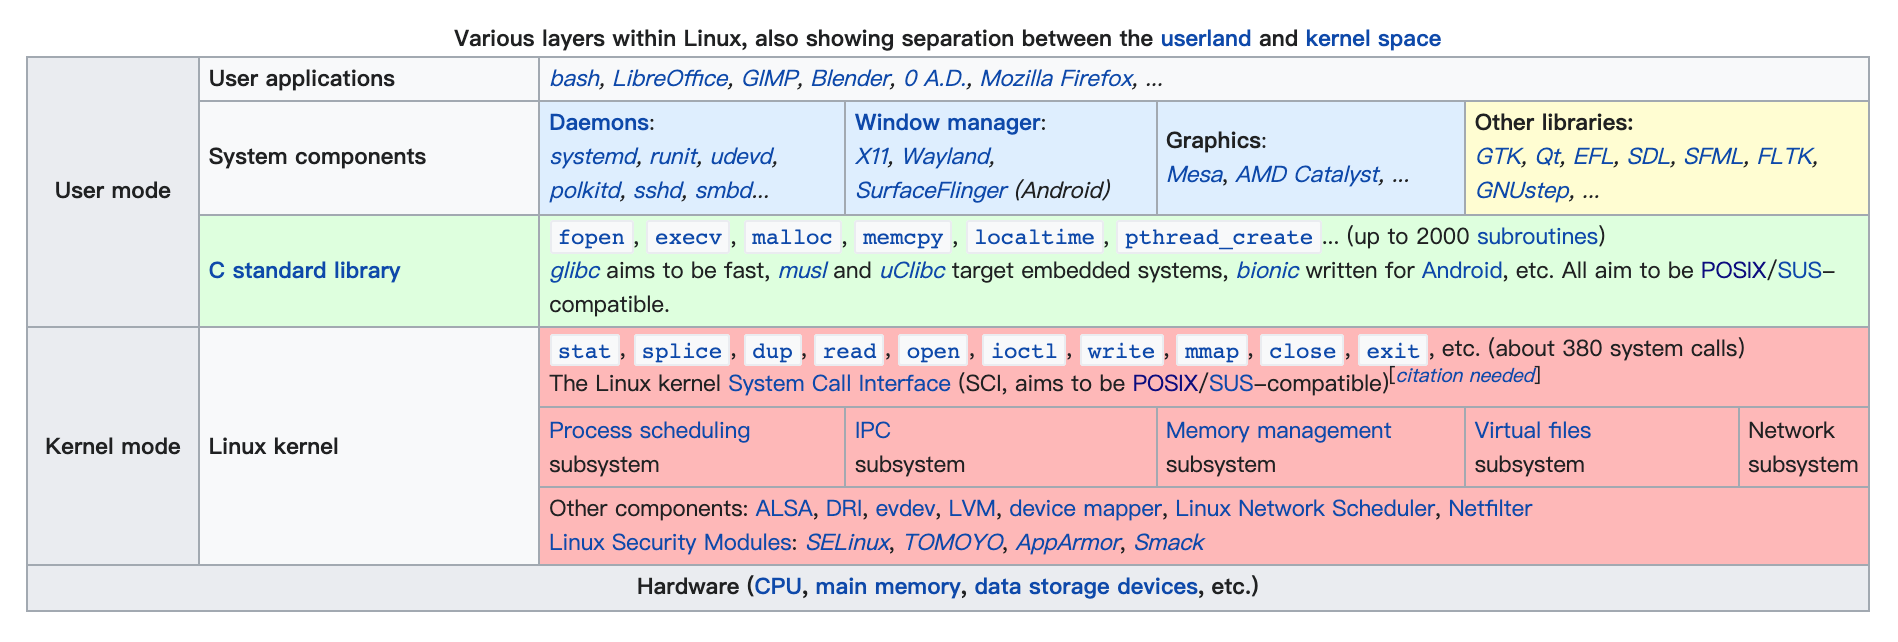 Various layers within Linux, also showing separation between the userland and kernel space
User mode
User applications
bash, LibreOffice, GIMP, Blender, 0 A.D., Mozilla Firefox, ...
System components
Daemons:
systemd, runit, udevd,
polkitd, sshd, smbd...
Window manager:
X11, Wayland,
SurfaceFlinger (Android)
Graphics:
Mesa, AMD Catalyst, ...
Other libraries:
GTK, Qt, EFL, SDL, SFML, FLTK,
GNUstep, ...
C standard library
fopen, execv, malloc, memcpy, localtime, pthread_create... (up to 2000 subroutines)
glibc aims to be fast, musl and uClibc target embedded systems, bionic written for Android, etc. All aim to be POSIX/SUS-
compatible.
Kernel mode
Linux kernel
stat, splice, dup, read, open, ioctl, write, mmap, close, exit, etc. (about 380 system calls)
The Linux kernel System Call Interface (SCI, aims to be POSIX/SUS-compatible)[citation needed]
Process scheduling
subsystem
IPC
subsystem
Memory management
subsystem
Virtual files
subsystem
Network
subsystem
Other components: ALSA, DRI, evdev, LVM, device mapper, Linux Network Scheduler, Netfilter
Linux Security Modules: SELinux, TOMOYO, AppArmor, Smack
Hardware (CPU, main memory, data storage devices, etc.)